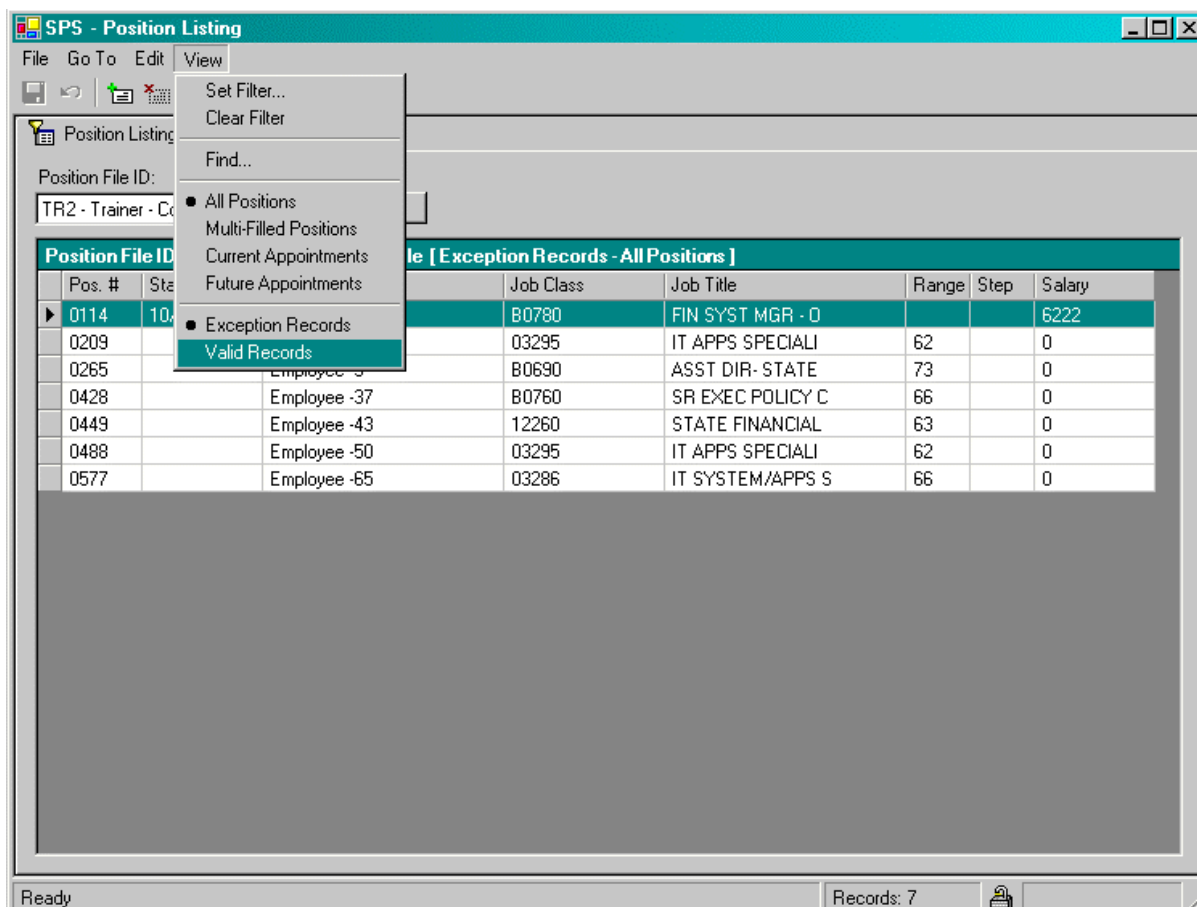 SPS - Position Listing
File Go To Edit View
Set Filter...
Clear Filter
Find...
All Positions
Multi-Filled Positions
Current Appointments
Future Appointments
Exception Records
Valid Records
Position Listing
Position File ID:
TR2 - Trainer -
Position File ID [ Exception Records - All Positions ]
Pos. # Job Class Job Title Range Step Salary
0114 B0780 FIN SYST MGR - O 6222
0209 03295 IT APPS SPECIALI 62 0
0265 B0690 ASST DIR- STATE 73 0
0428 Employee -37 B0760 SR EXEC POLICY C 66 0
0449 Employee -43 12260 STATE FINANCIAL 63 0
0488 Employee -50 03295 IT APPS SPECIALI 62 0
0577 Employee -65 03286 IT SYSTEM/APPS S 66 0
Ready Records: 7